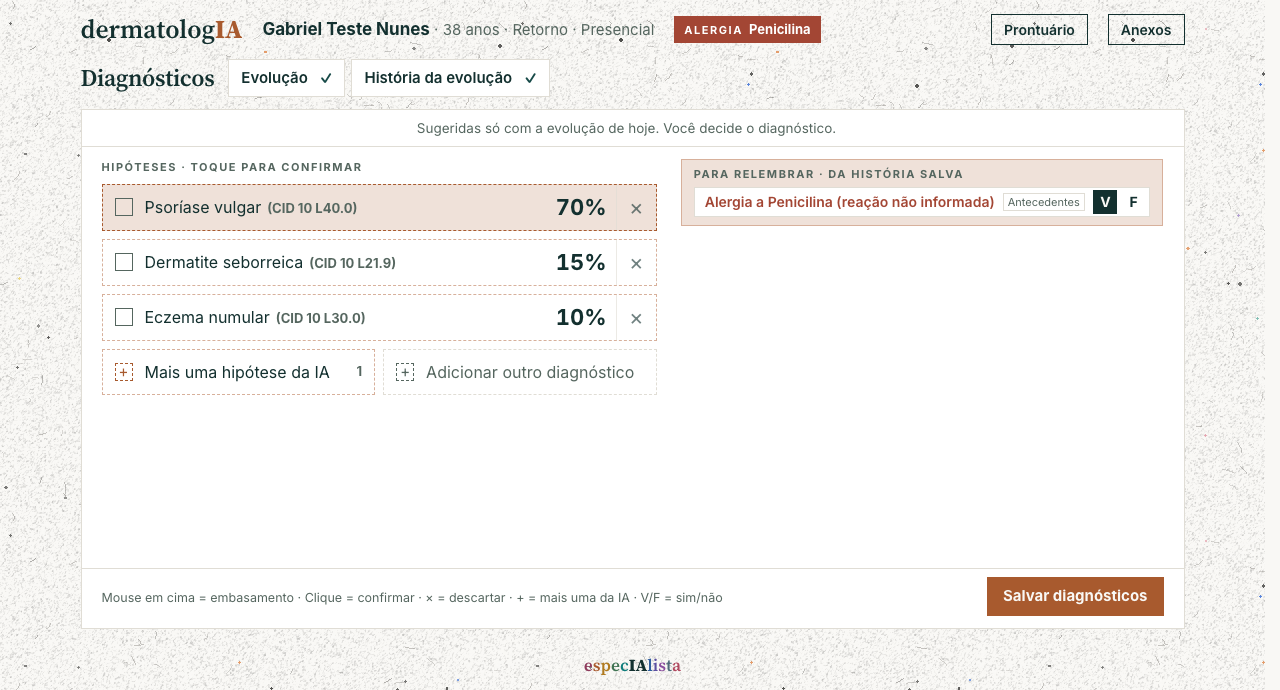 dermatologIA Gabriel Teste Nunes · 38 anos · Retorno · Presencial ALERGIA Penicilina Prontuário Anexos
Diagnósticos Evolução ✓ História da evolução ✓
Sugeridas só com a evolução de hoje. Você decide o diagnóstico.
HIPÓTESES · TOQUE PARA CONFIRMAR
Psoríase vulgar (CID 10 L40.0) 70% ×
Dermatite seborreica (CID 10 L21.9) 15% ×
Eczema numular (CID 10 L30.0) 10% ×
+ Mais uma hipótese da IA 1 + Adicionar outro diagnóstico
PARA RELEMBRAR · DA HISTÓRIA SALVA
Alergia a Penicilina (reação não informada) Antecedentes V F
Mouse em cima = embasamento · Clique = confirmar · × = descartar · + = mais uma da IA · V/F = sim/não Salvar diagnósticos
especIAlista